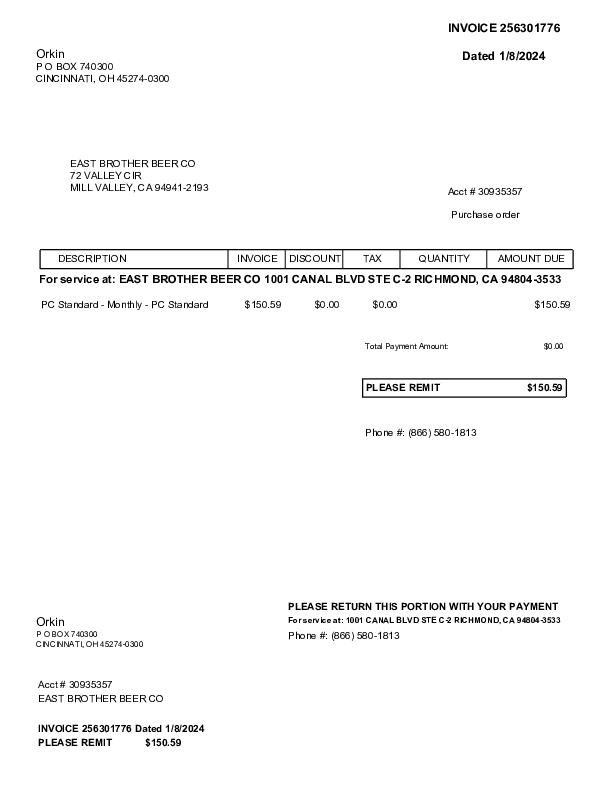 INVOICE 256301776
Orkin
Dated 1/8/2024
P O BOX 740300
CINCINNATI, OH 45274-0300
EAST BROTHER BEER CO
72 VALLEY CIR
MILL VALLEY, CA 94941-2193
Acct # 30935357
Purchase order
DESCRIPTION INVOICE DISCOUNT TAX QUANTITY AMOUNT DUE
For service at: EAST BROTHER BEER CO 1001 CANAL BLVD STE C-2 RICHMOND, CA 94804-3533
PC Standard - Monthly - PC Standard $150.59 $0.00 $0.00 $150.59
Total Payment Amount: $0.00
PLEASE REMIT $150.59
Phone #: (866) 580-1813
PLEASE RETURN THIS PORTION WITH YOUR PAYMENT
Orkin
For service at: 1001 CANAL BLVD STE C-2 RICHMOND, CA 94804-3533
P O BOX 740300
Phone #: (866) 580-1813
CINCINNATI, OH 45274-0300
Acct # 30935357
EAST BROTHER BEER CO
INVOICE 256301776 Dated 1/8/2024
PLEASE REMIT $150.59